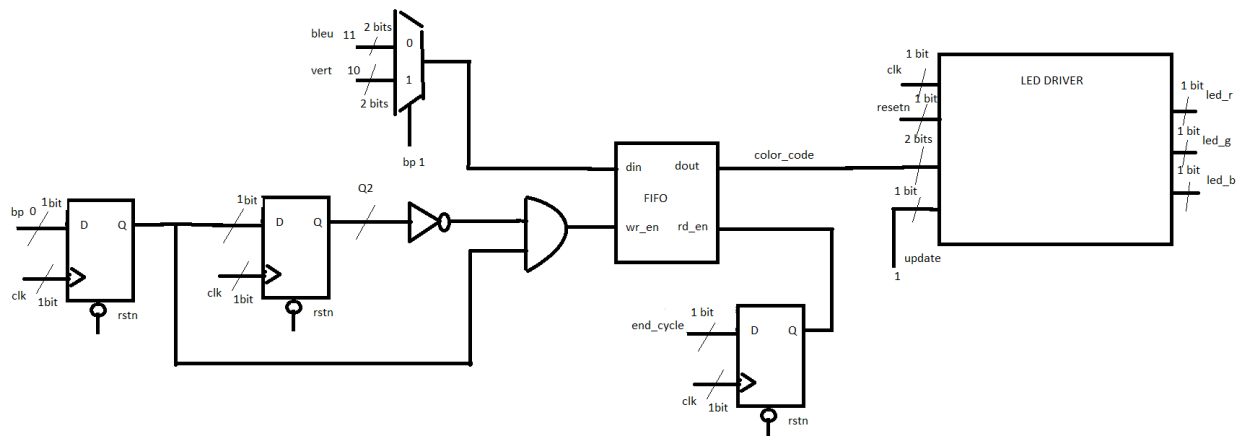 bleu 11 2 bits
0
vert 10
1
2 bits
bp 1
1 bit
clk
LED DRIVER
resetn 1 bit
2 bits
1 bit
update
1
1 bit
led_r
1 bit
led_g
1 bit
led_b
din dout
color_code
FIFO
wr_en rd_en
bp 0 1bit
D Q
clk 1bit
rstn
1bit
D Q
clk 1bit
rstn
Q2
1 bit
end_cycle
D Q
clk 1bit
rstn